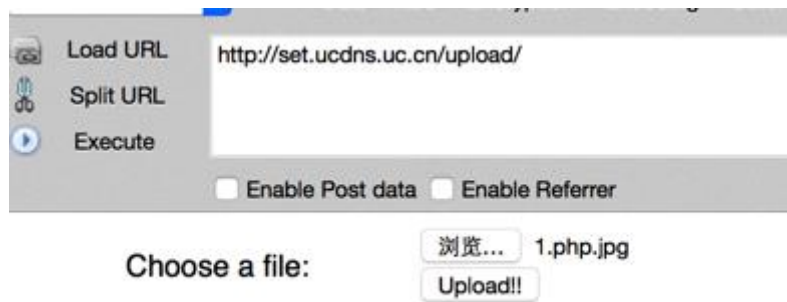 Load URL
http://set.ucdns.uc.cn/upload/
Split URL
Execute
Enable Post data
Enable Referrer
Choose a file:
浏览...
1.php.jpg
Upload!!